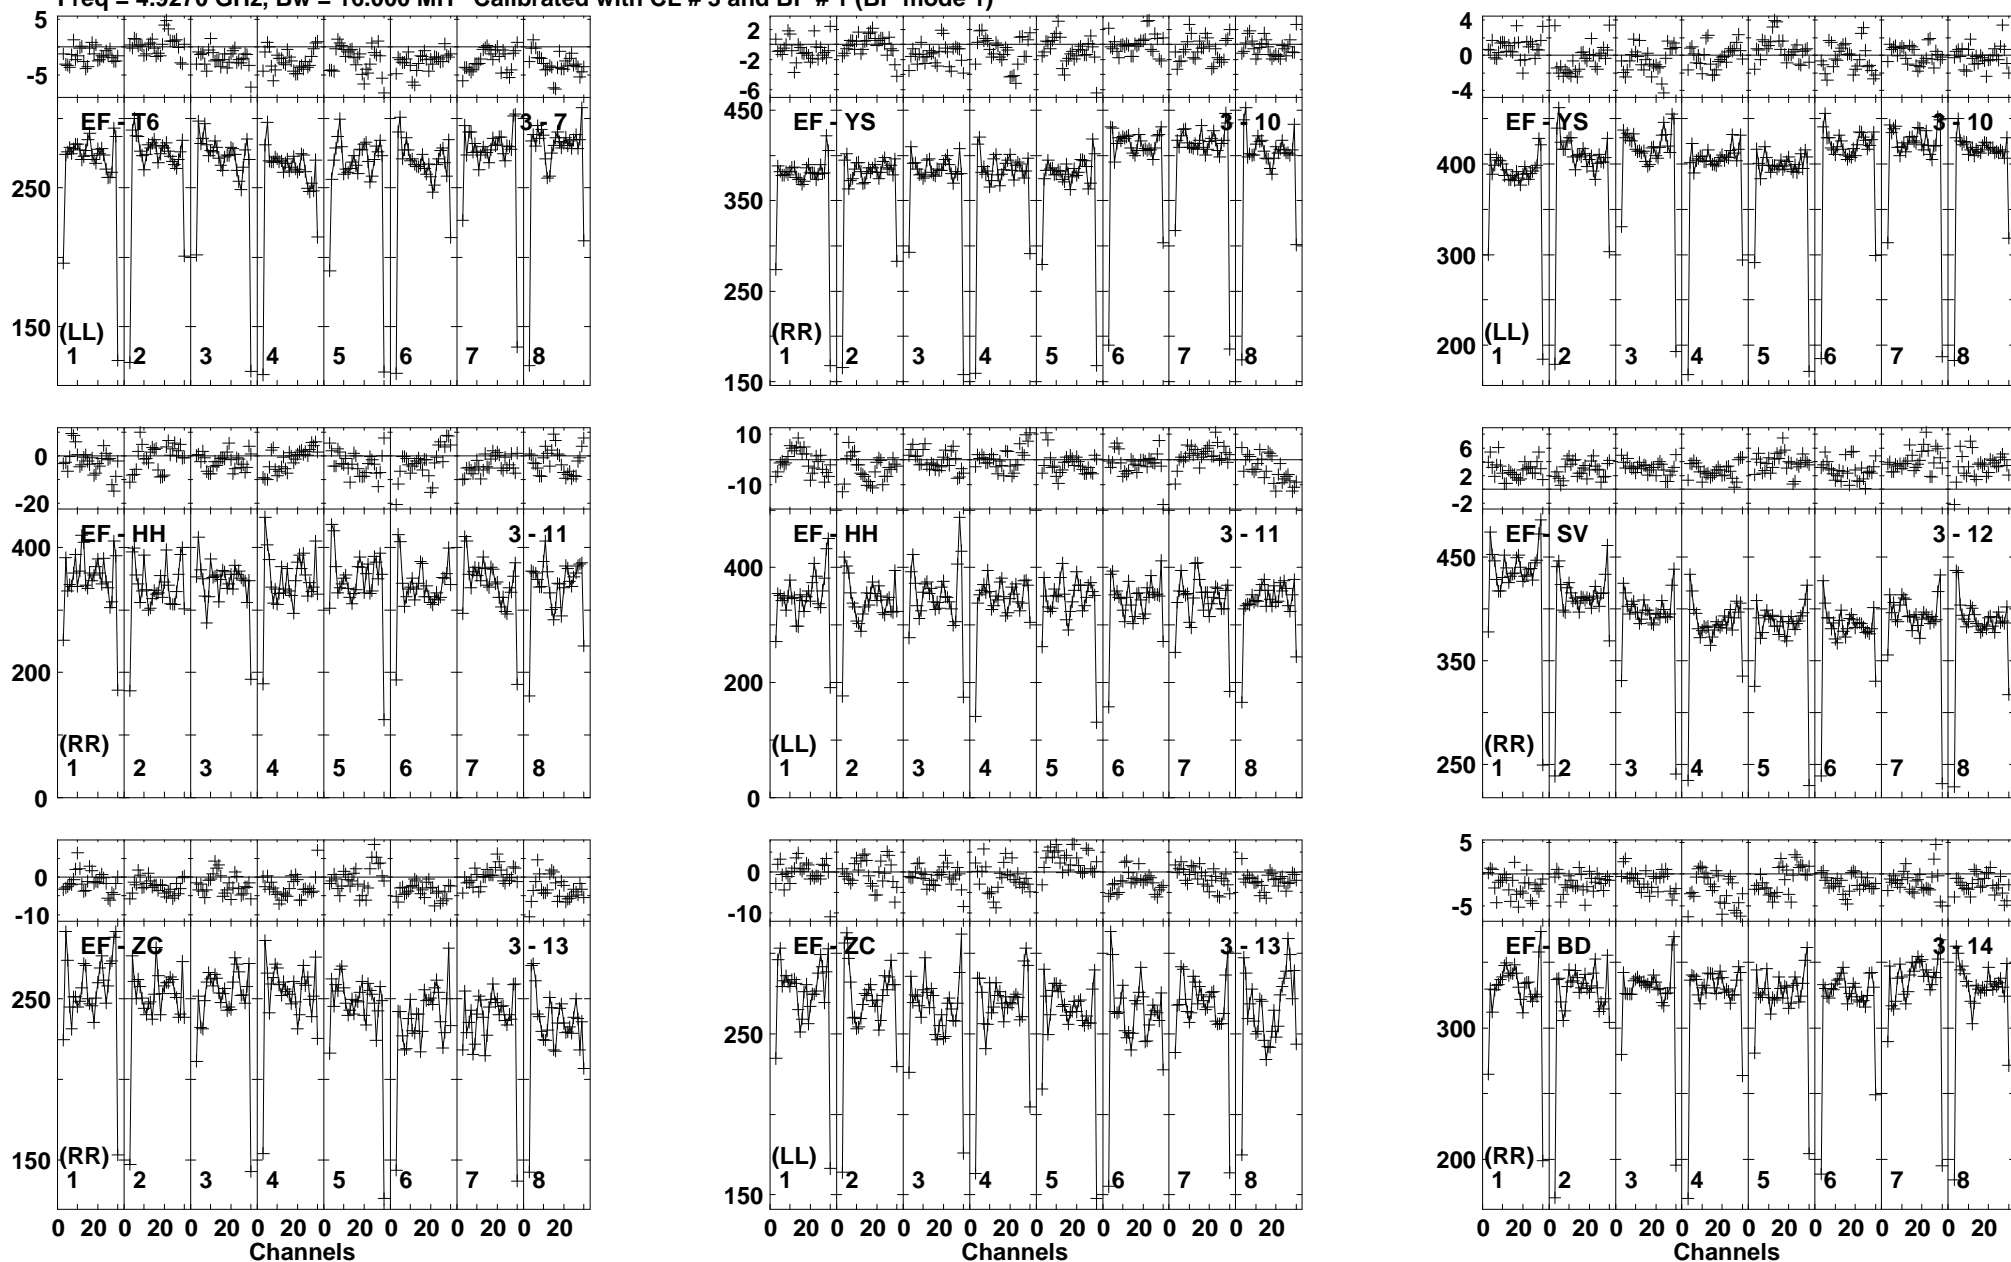 Freq = 4.9270 GHz, Bw = 16.000 MH Calibrated with CL # 3 and BP # 1 (BP mode 1)
5
-5
EF - T6 3 - 7
250
150
(LL)
1 2 3 4 5 6 7 8
2
-2
-6
450
EF - YS 3 - 10
350
250
150
(RR)
1 2 3 4 5 6 7 8
4
0
-4
EF - YS 3 - 10
400
300
200
(LL)
1 2 3 4 5 6 7 8
0
-20
EF - HH 3 - 11
400
200
0
(RR)
1 2 3 4 5 6 7 8
10
-10
EF - HH 3 - 11
400
200
0
(LL)
1 2 3 4 5 6 7 8
6
2
-2
EF - SV 3 - 12
450
350
250
(RR)
1 2 3 4 5 6 7 8
0
-10
EF - ZC 3 - 13
250
150
(RR)
1 2 3 4 5 6 7 8
0 20 0 20 0 20 0 20 0 20 0 20 0 20 0 20
Channels
0
-10
EF - ZC 3 - 13
250
150
(LL)
1 2 3 4 5 6 7 8
0 20 0 20 0 20 0 20 0 20 0 20 0 20 0 20
Channels
5
-5
EF - BD 3 - 14
300
200
(RR)
1 2 3 4 5 6 7 8
0 20 0 20 0 20 0 20 0 20 0 20 0 20 0 20
Channels